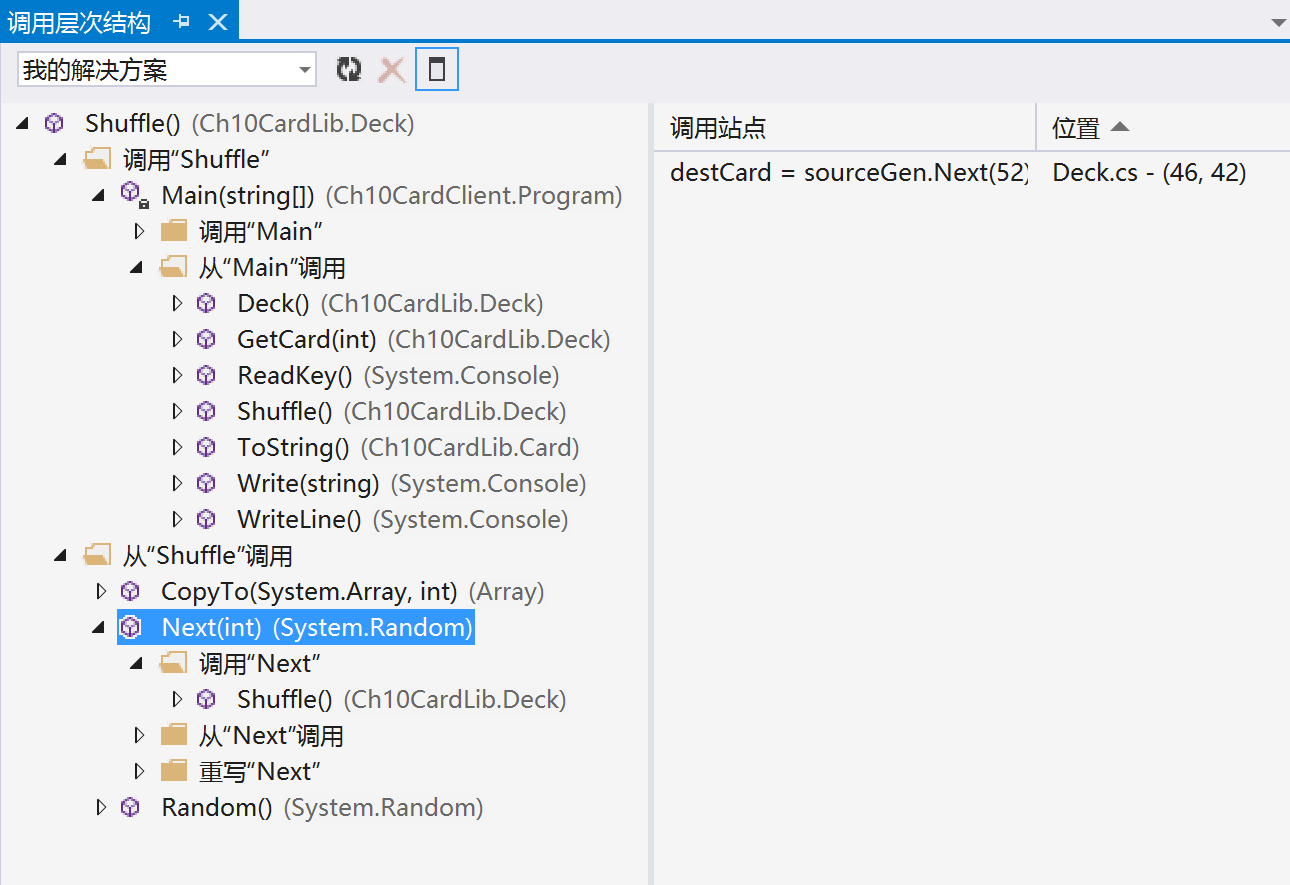 调用层次结构
我的解决方案
Shuffle() (Ch10CardLib.Deck)
调用“Shuffle”
Main(string[]) (Ch10CardClient.Program)
调用“Main”
从“Main”调用
Deck() (Ch10CardLib.Deck)
GetCard(int) (Ch10CardLib.Deck)
ReadKey() (System.Console)
Shuffle() (Ch10CardLib.Deck)
ToString() (Ch10CardLib.Card)
Write(string) (System.Console)
WriteLine() (System.Console)
从“Shuffle”调用
CopyTo(System.Array, int) (Array)
Next(int) (System.Random)
调用“Next”
Shuffle() (Ch10CardLib.Deck)
从“Next”调用
重写“Next”
Random() (System.Random)
调用站点 位置
destCard = sourceGen.Next(52) Deck.cs - (46, 42)